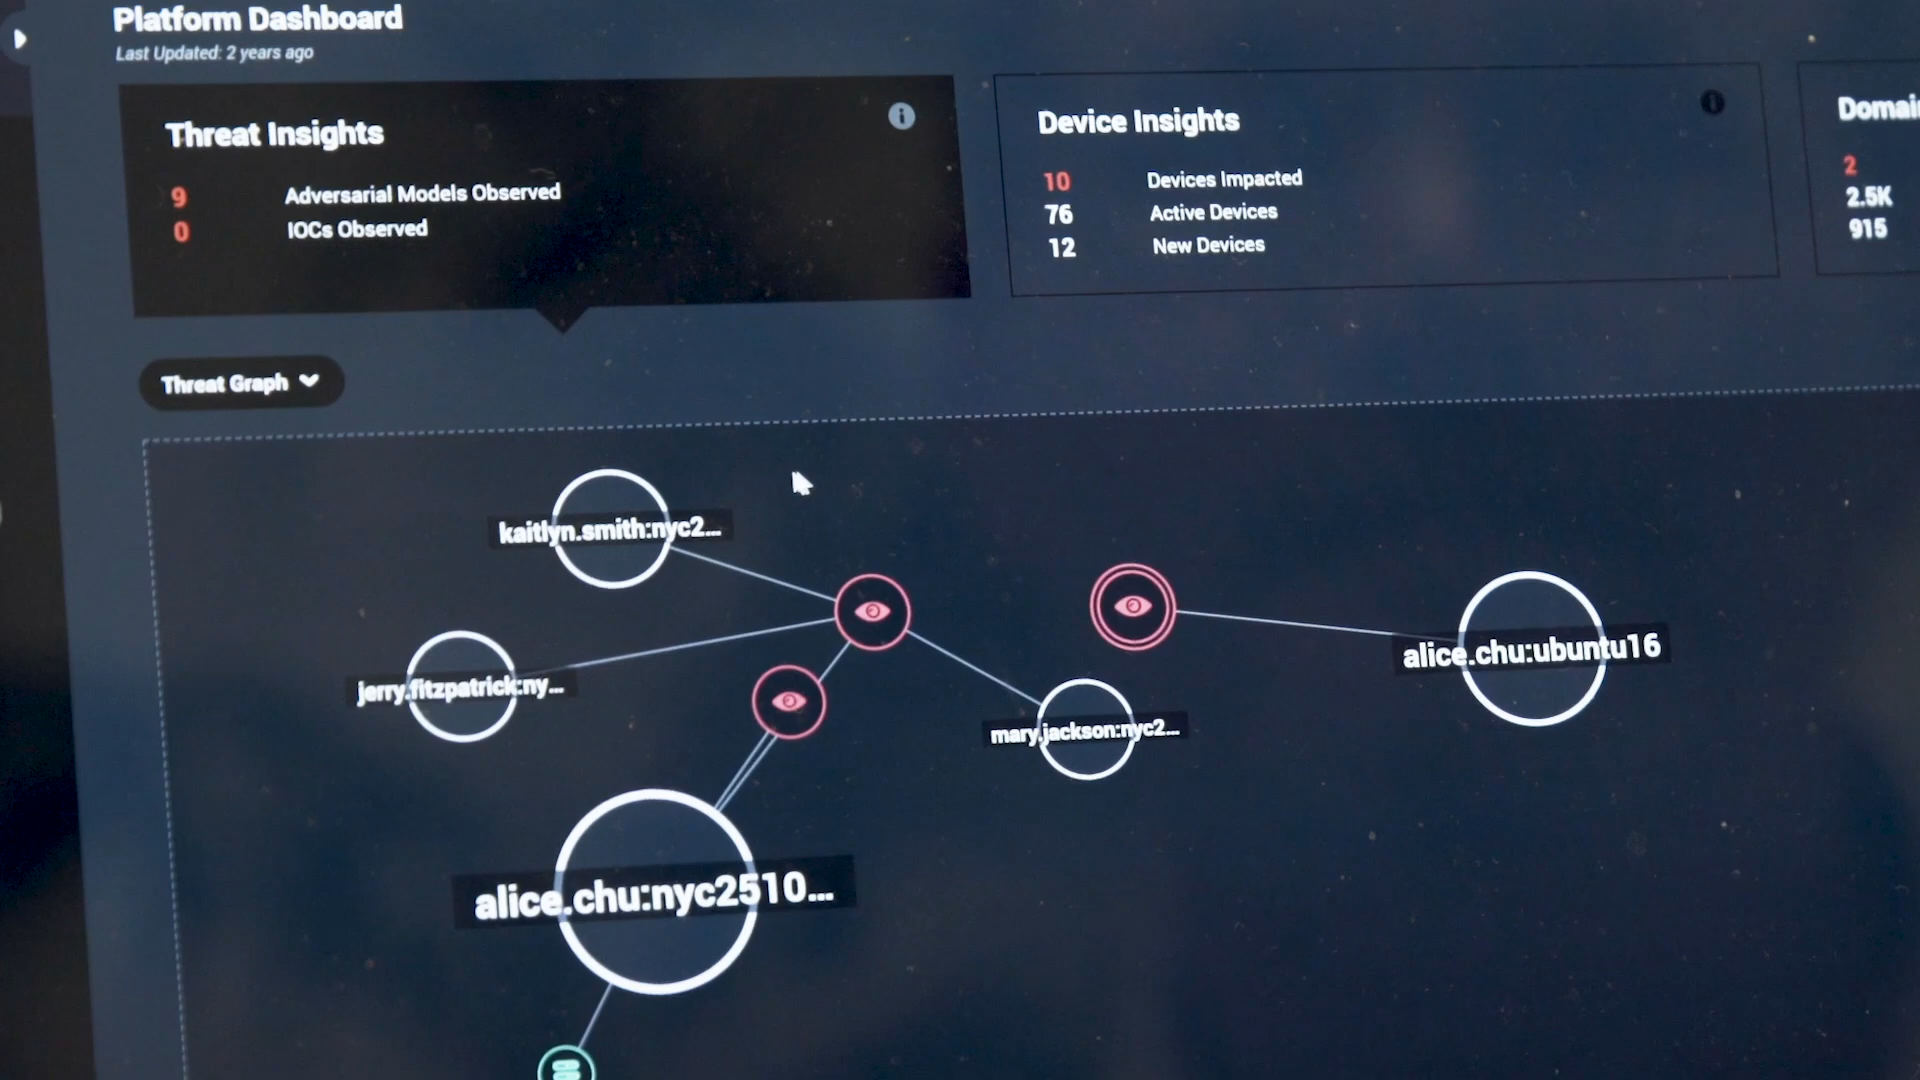 Platform Dashboard
Last Updated: 2 years ago
Threat Insights
9 Adversarial Models Observed
0 IOCs Observed
Device Insights
10 Devices Impacted
76 Active Devices
12 New Devices
Domai
2
2.5K
915
Threat Graph
kaitlyn.smith:nyc2...
jerry.fitzpatrick:ny...
mary.jackson:nyc2...
alice.chu:ubuntu16
alice.chu:nyc2510...